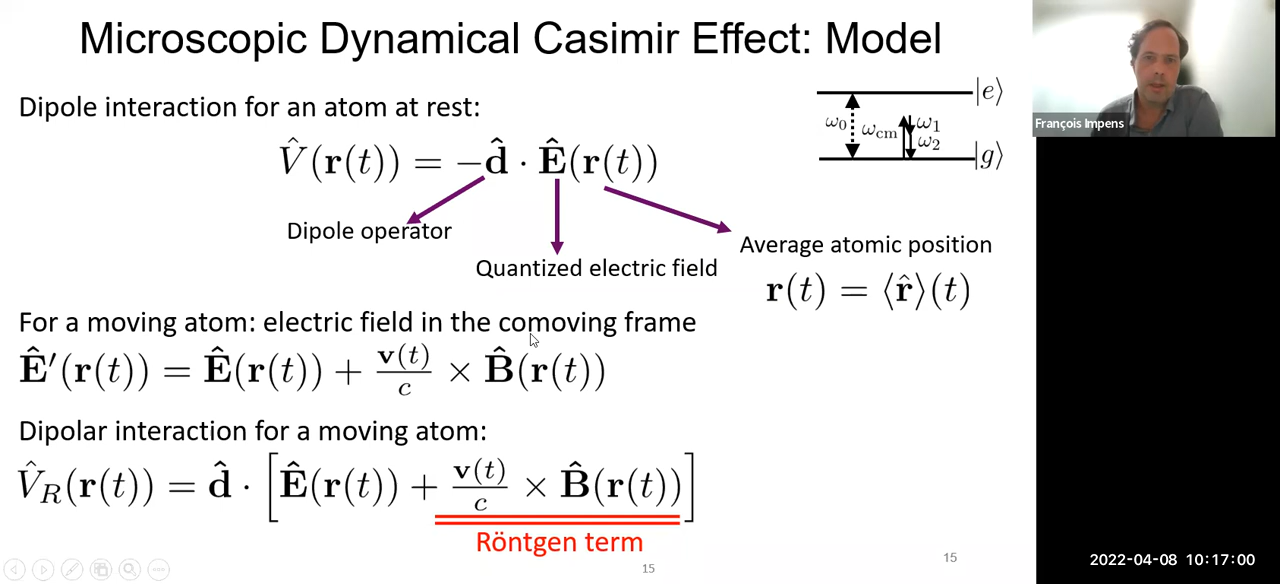 Microscopic Dynamical Casimir Effect: Model
Dipole interaction for an atom at rest:
V̂(r(t)) = −d̂ · Ê(r(t))
Dipole operator
Quantized electric field
Average atomic position
r(t) = ⟨r̂⟩(t)
|e⟩
ω₀
ω_cm
ω₁
ω₂
|g⟩
For a moving atom: electric field in the comoving frame
Ê′(r(t)) = Ê(r(t)) + v(t)/c × B̂(r(t))
Dipolar interaction for a moving atom:
V̂_R(r(t)) = d̂ · [Ê(r(t)) + v(t)/c × B̂(r(t))]
Röntgen term
15
15
François Impens
2022-04-08 10:17:00